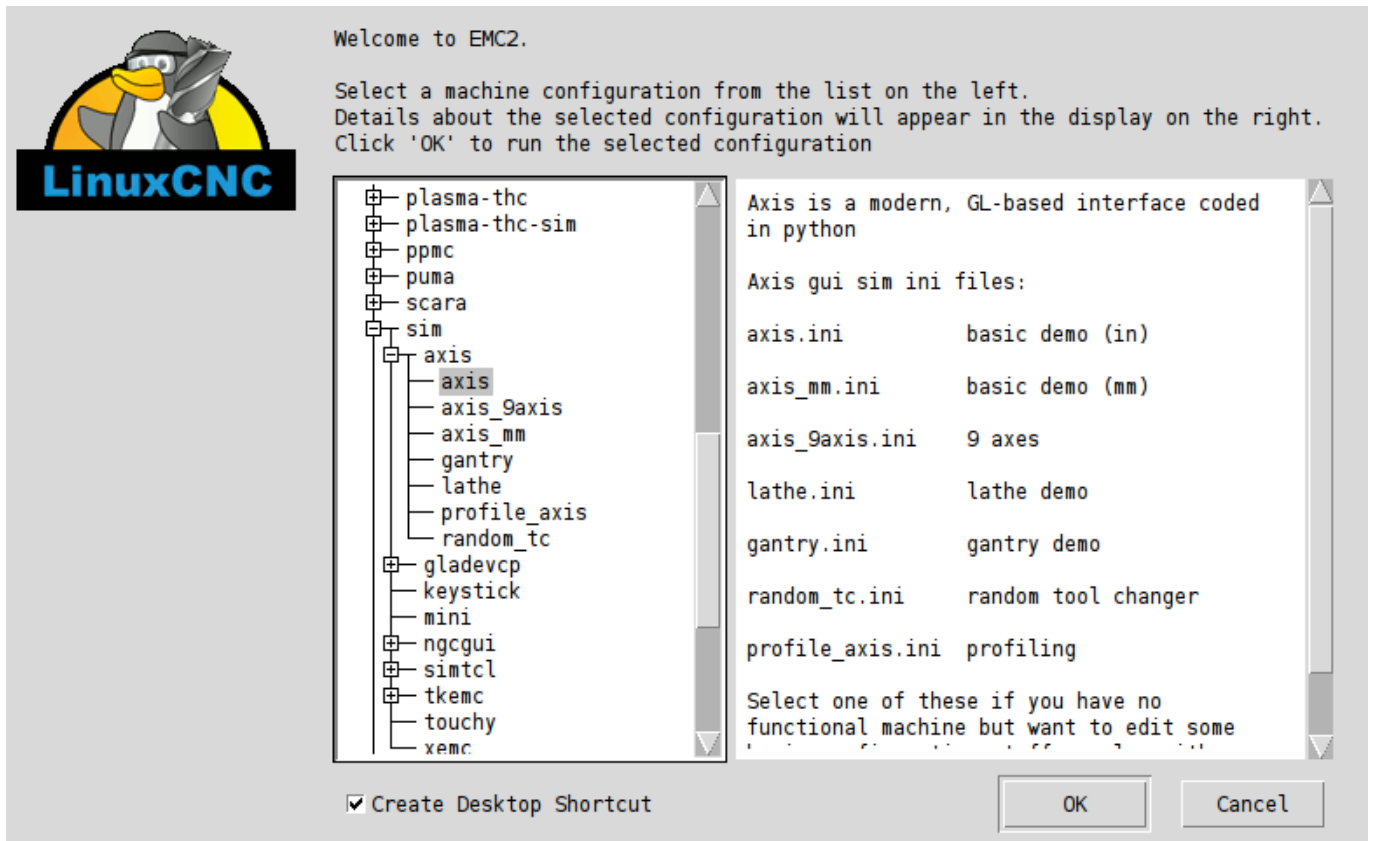 LinuxCNC
Welcome to EMC2.
Select a machine configuration from the list on the left.
Details about the selected configuration will appear in the display on the right.
Click 'OK' to run the selected configuration
plasma-thc
plasma-thc-sim
ppmc
puma
scara
sim
axis
axis
axis_9axis
axis_mm
gantry
lathe
profile_axis
random_tc
gladevcp
keystick
mini
ngcgui
simtcl
tkemc
touchy
xemc
Axis is a modern, GL-based interface coded
in python
Axis gui sim ini files:
axis.ini basic demo (in)
axis_mm.ini basic demo (mm)
axis_9axis.ini 9 axes
lathe.ini lathe demo
gantry.ini gantry demo
random_tc.ini random tool changer
profile_axis.ini profiling
Select one of these if you have no
functional machine but want to edit some
Create Desktop Shortcut
OK
Cancel